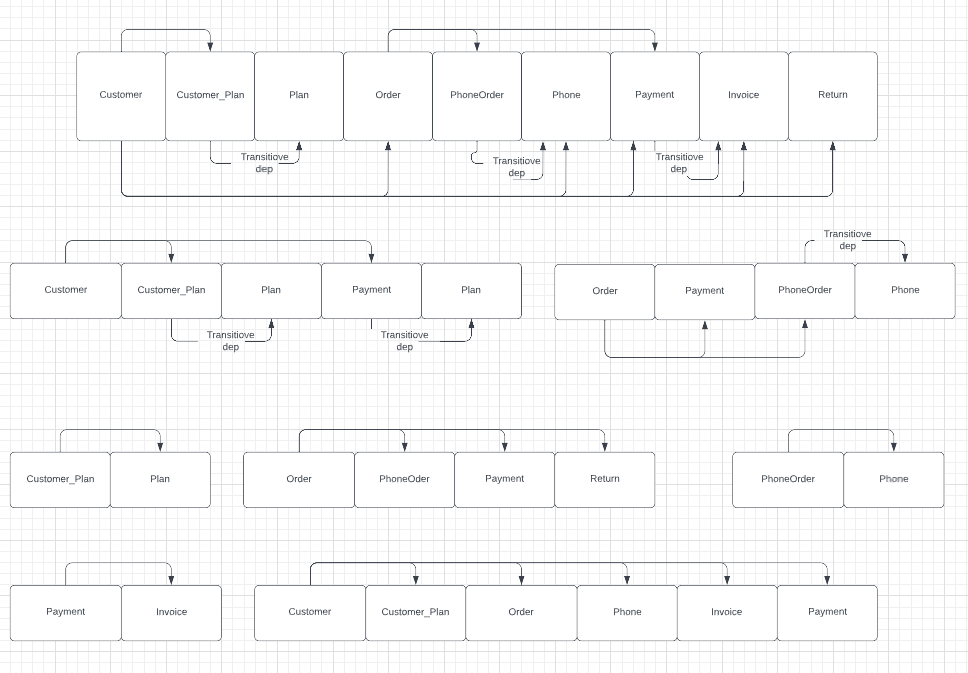 Customer
Customer_Plan
Plan
Order
PhoneOrder
Phone
Payment
Invoice
Return
Transitiove
dep
Transitiove
dep
Transitiove
dep
Customer
Customer_Plan
Plan
Payment
Plan
Transitiove
dep
Transitiove
dep
Transitiove
dep
Order
Payment
PhoneOrder
Phone
Customer_Plan
Plan
Order
PhoneOder
Payment
Return
PhoneOrder
Phone
Payment
Invoice
Customer
Customer_Plan
Order
Phone
Invoice
Payment